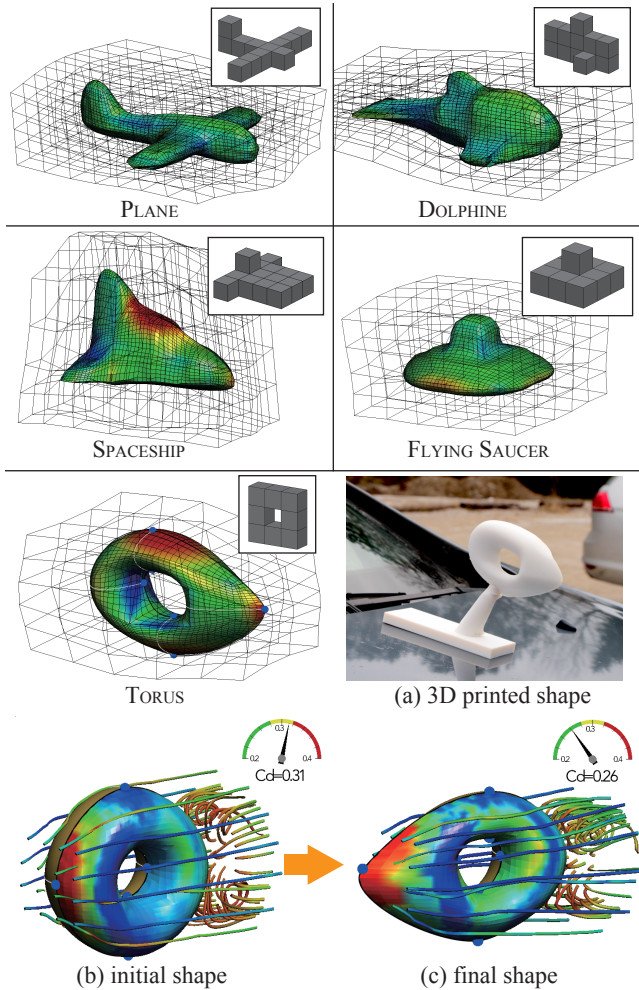 PLANE
DOLPHINE
SPACESHIP
FLYING SAUCER
TORUS
(a) 3D printed shape
0.2 0.3 0.4
Cd=0.31
0.2 0.3 0.4
Cd=0.26
(b) initial shape
(c) final shape